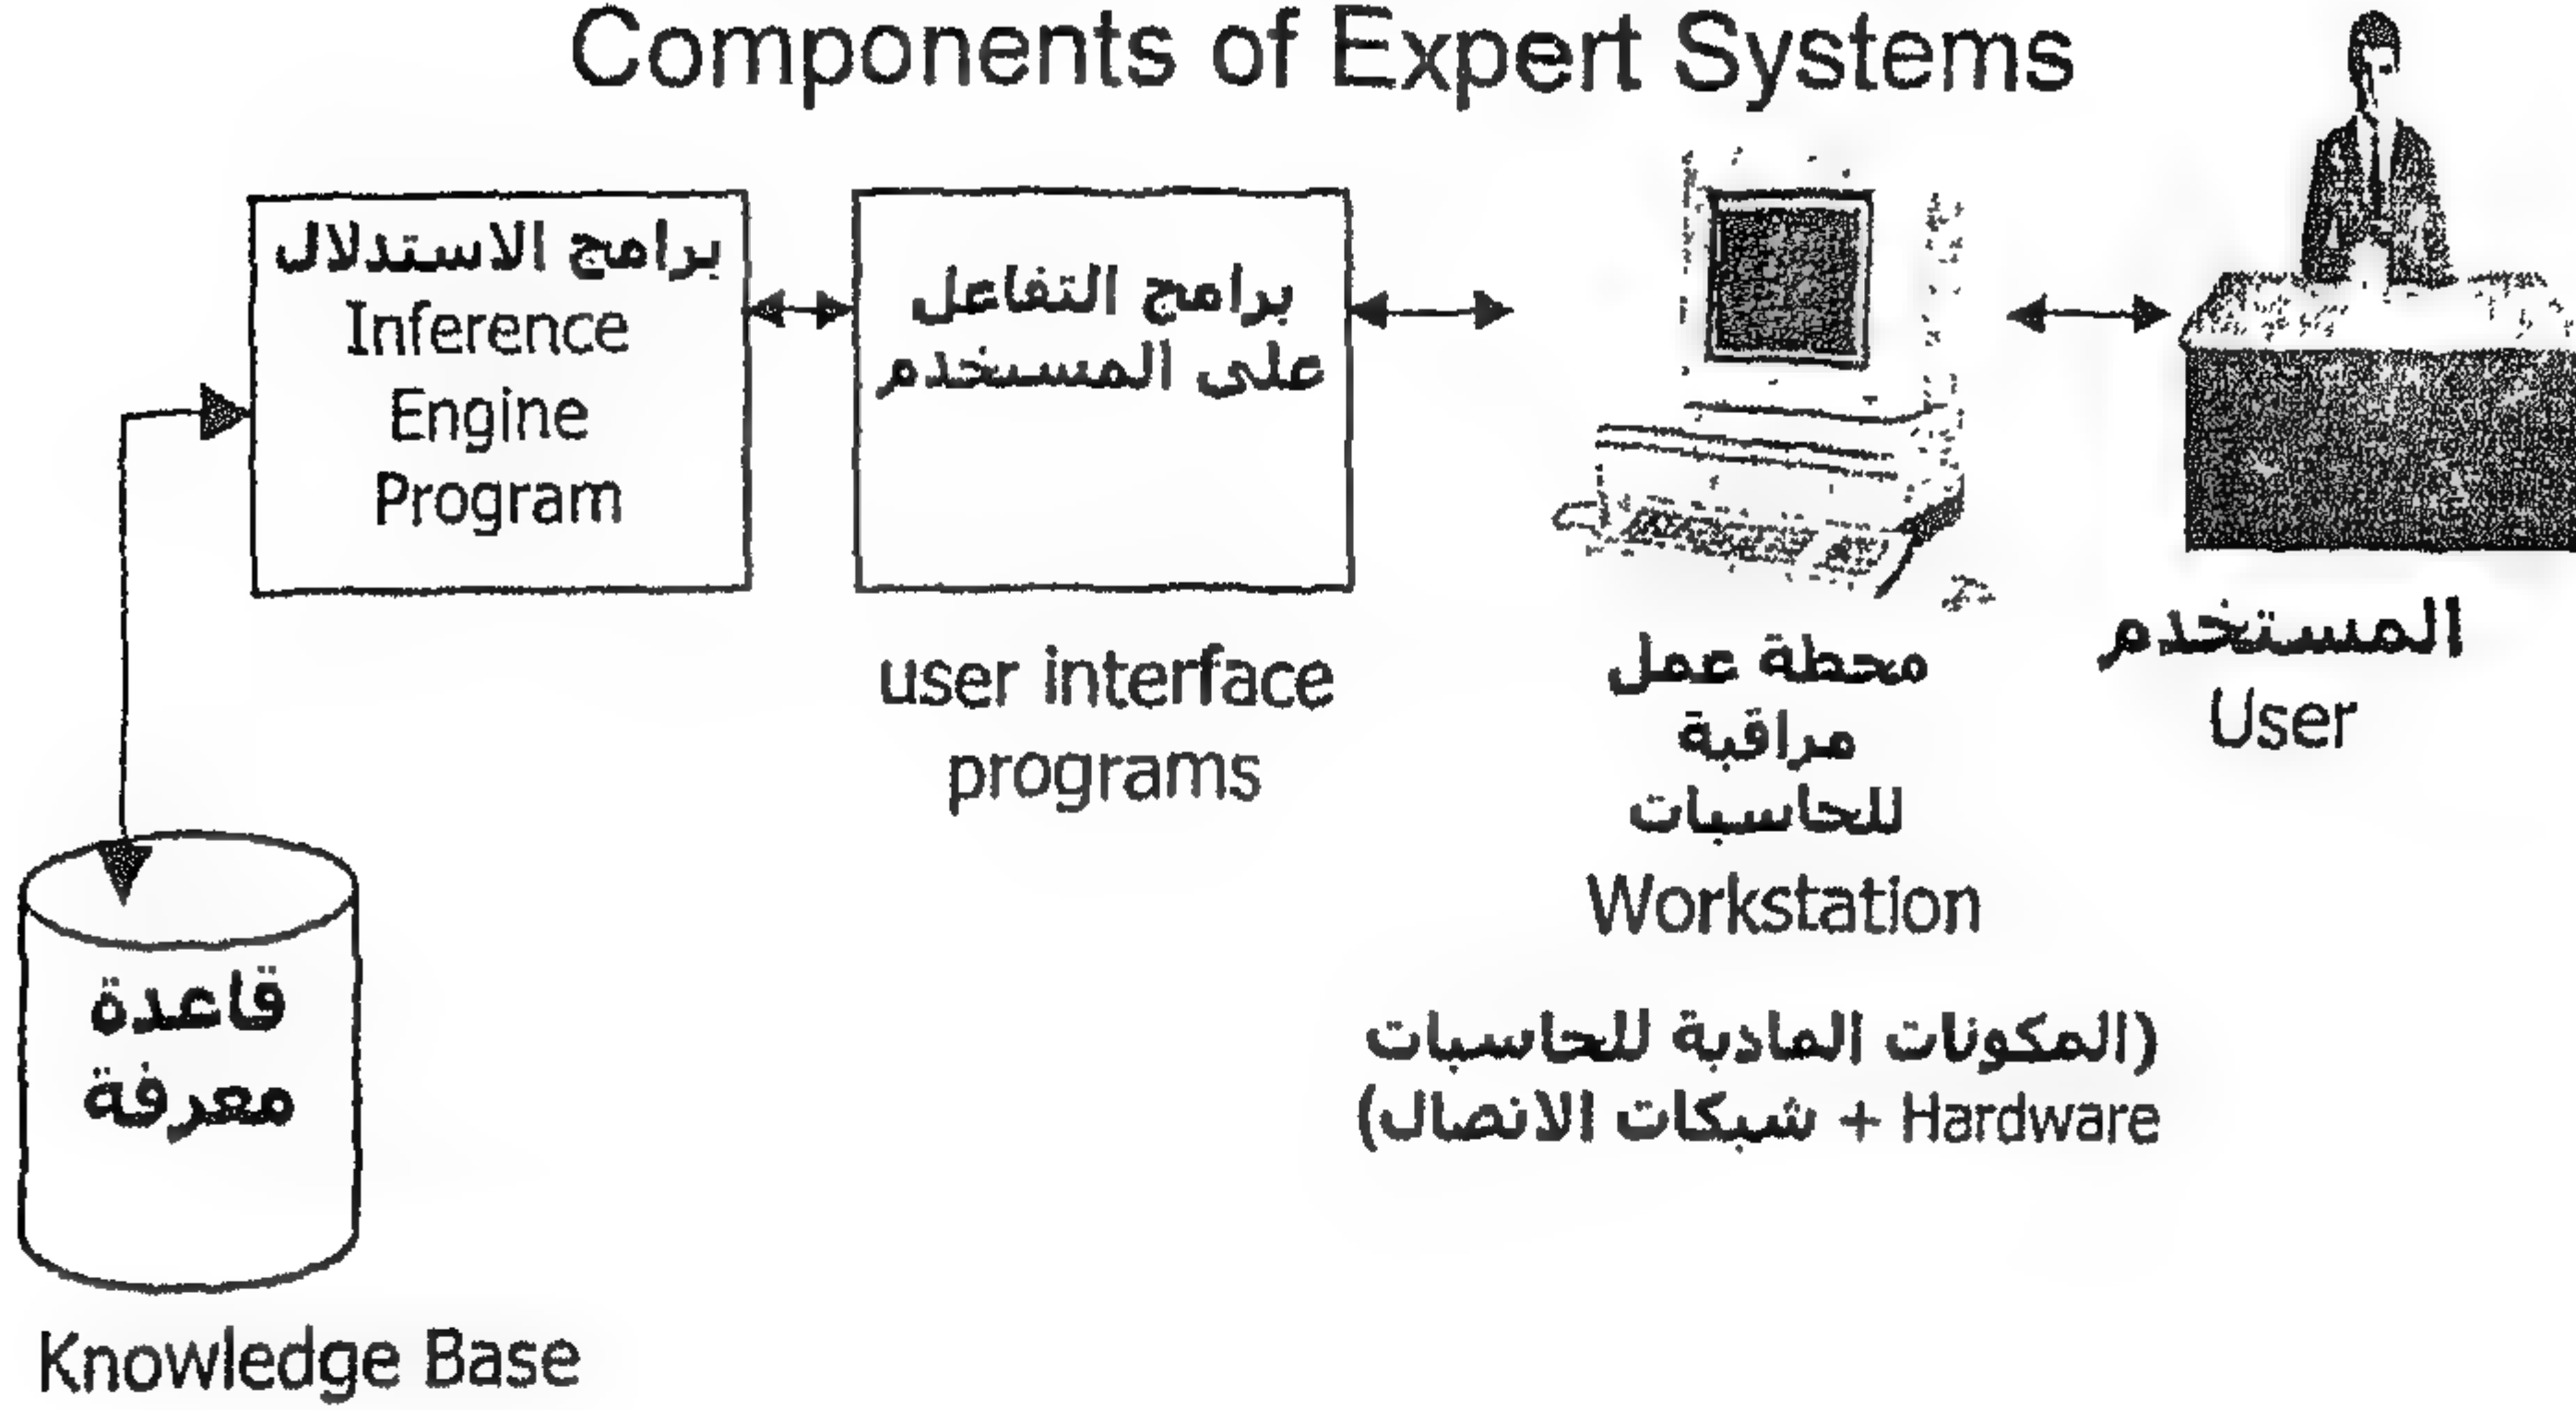 Components of Expert Systems
برامج الاستدلال
Inference
Engine
Program
برامج التفاعل
على المستخدم
user interface
programs
محطة عمل
مراقبة
للحاسبات
Workstation
(المكونات المادية للحاسبات
Hardware + شبكات الاتصال)
المستخدم
User
قاعدة
معرفة
Knowledge Base